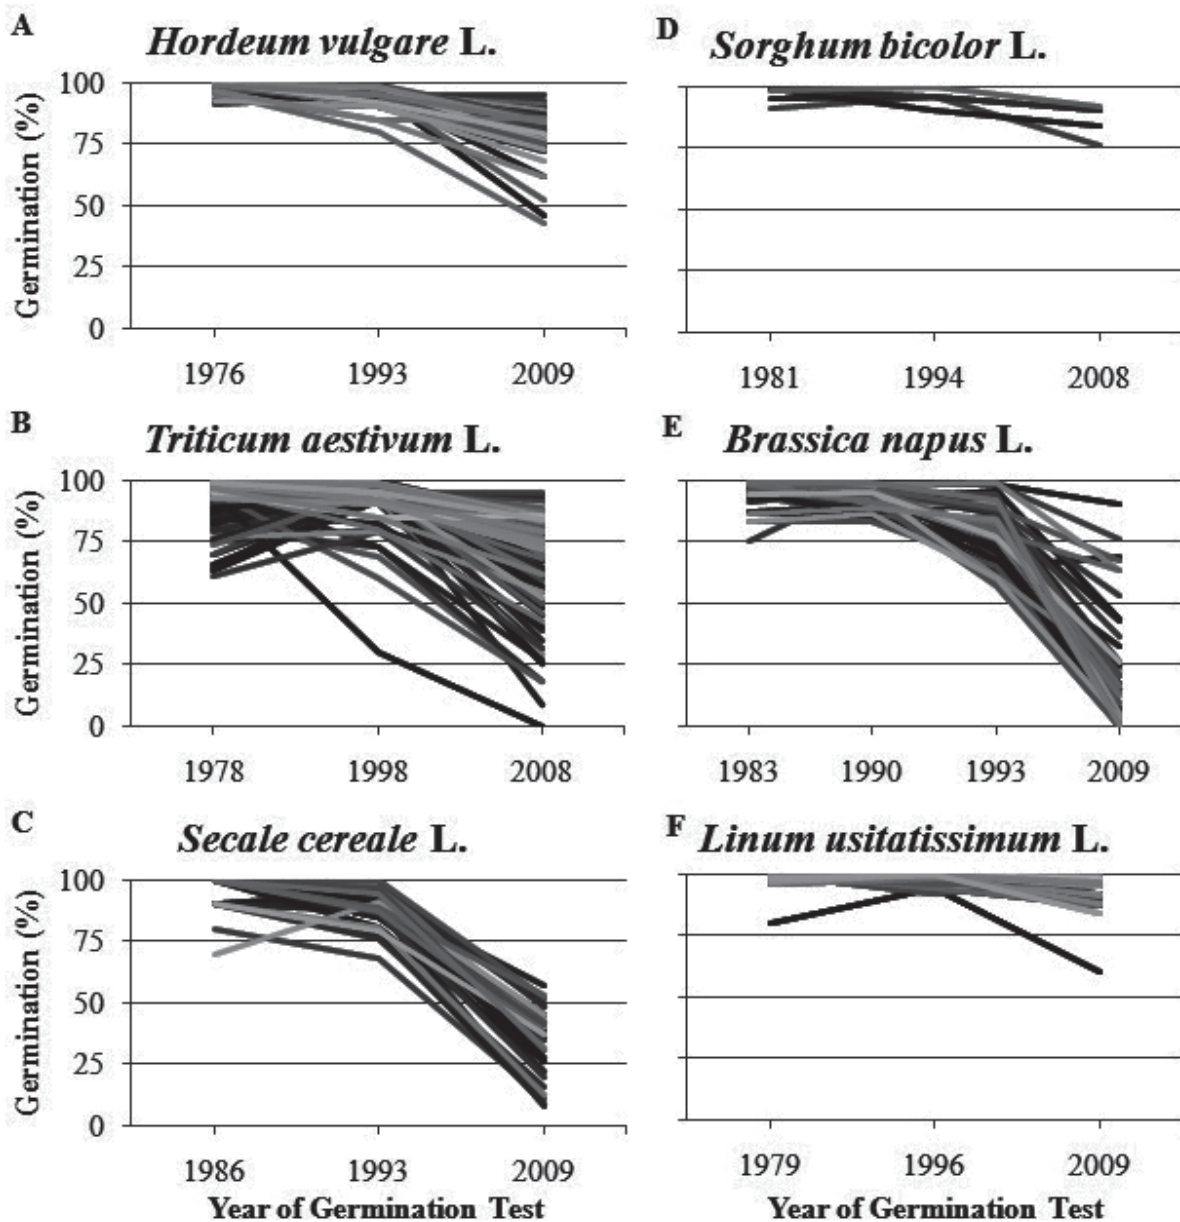 A
Hordeum vulgare L.
Germination (%)
100
75
50
25
0
1976 1993 2009
D
Sorghum bicolor L.
1981 1994 2008
B
Triticum aestivum L.
Germination (%)
100
75
50
25
0
1978 1998 2008
E
Brassica napus L.
1983 1990 1993 2009
C
Secale cereale L.
Germination (%)
100
75
50
25
0
1986 1993 2009
Year of Germination Test
F
Linum usitatissimum L.
1979 1996 2009
Year of Germination Test